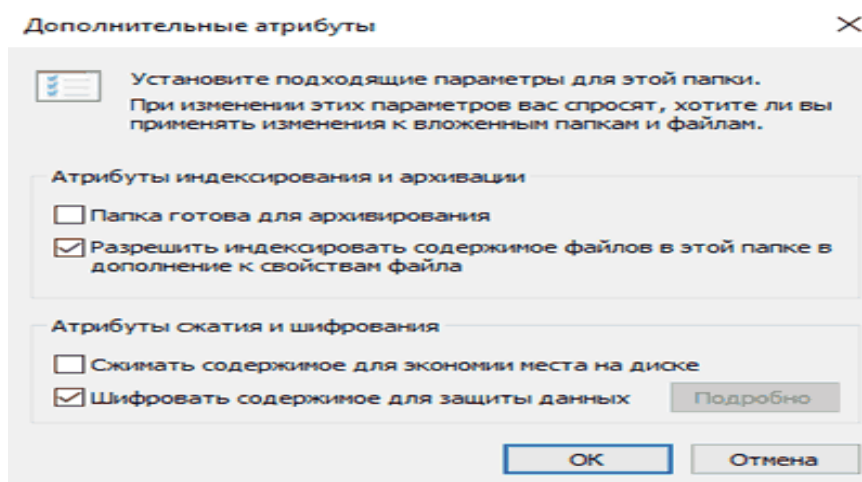 Дополнительные атрибуты
Установите подходящие параметры для этой папки.
При изменении этих параметров вас спросят, хотите ли вы
применять изменения к вложенным папкам и файлам.
Атрибуты индексирования и архивации
Папка готова для архивирования
Разрешить индексировать содержимое файлов в этой папке в
дополнение к свойствам файла
Атрибуты сжатия и шифрования
Сжимать содержимое для экономии места на диске
Шифровать содержимое для защиты данных Подробно
ОК Отмена